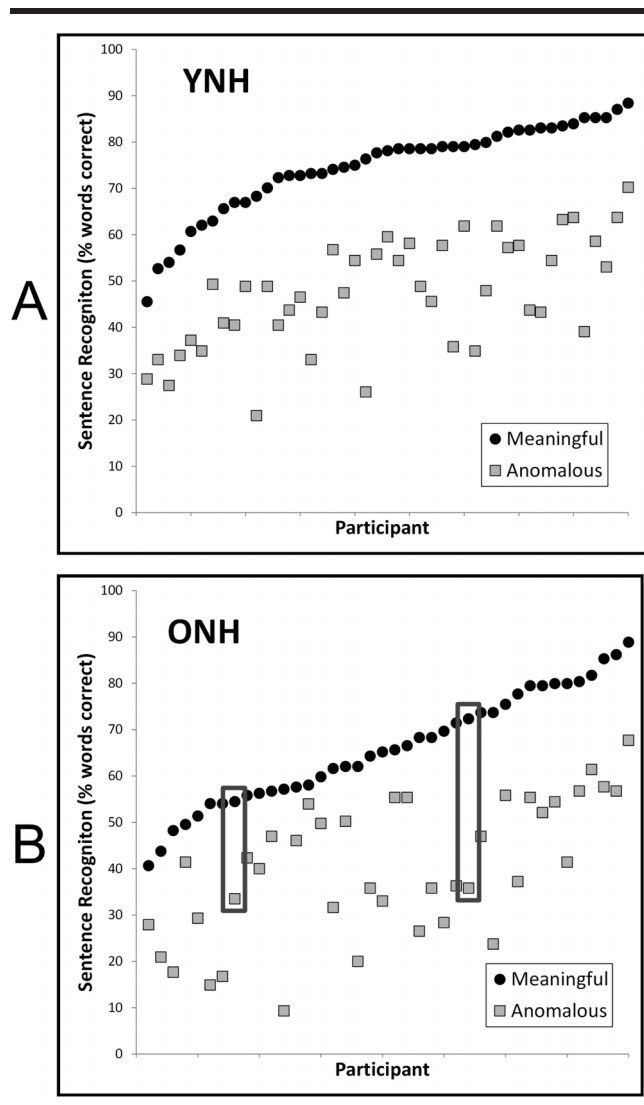 A
YNH
Sentence Recogniton (% words correct)
100
90
80
70
60
50
40
30
20
10
0
Meaningful
Anomalous
Participant
B
ONH
Sentence Recogniton (% words correct)
100
90
80
70
60
50
40
30
20
10
0
Meaningful
Anomalous
Participant